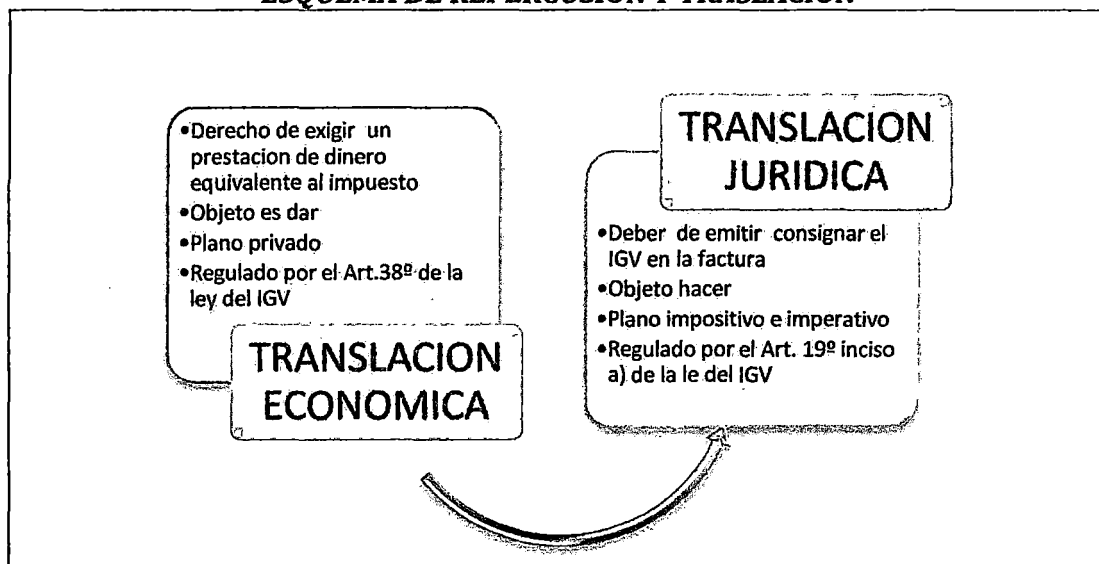 •Derecho de exigir un
prestacion de dinero
equivalente al impuesto
•Objeto es dar
•Plano privado
•Regulado por el Art.38º de la
ley del IGV
TRANSLACION
ECONOMICA
TRANSLACION
JURIDICA
•Deber de emitir consignar el
IGV en la factura
•Objeto hacer
•Plano impositivo e imperativo
•Regulado por el Art. 19º inciso
a) de la le del IGV